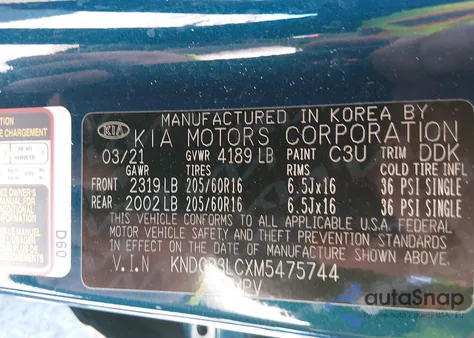 MANUFACTURED IN KOREA BY
KIA KIA MOTORS CORPORATION
03/21 GVWR 4189 LB PAINT C3U TRIM DDK
GAWR TIRES RIMS COLD TIRE INFL
FRONT 2319 LB 205/60R16 6.5Jx16 36 PSI SINGLE
REAR 2002 LB 205/60R16 6.5Jx16 36 PSI SINGLE
THIS VEHICLE CONFORMS TO ALL APPLICABLE U.S.A. FEDERAL
MOTOR VEHICLE SAFETY AND THEFT PREVENTION STANDARDS
IN EFFECT ON THE DATE OF MANUFACTURE SHOWN ABOVE.
V.I.N KNDCB3LCXM5475744
MPV
D60
autoSnap